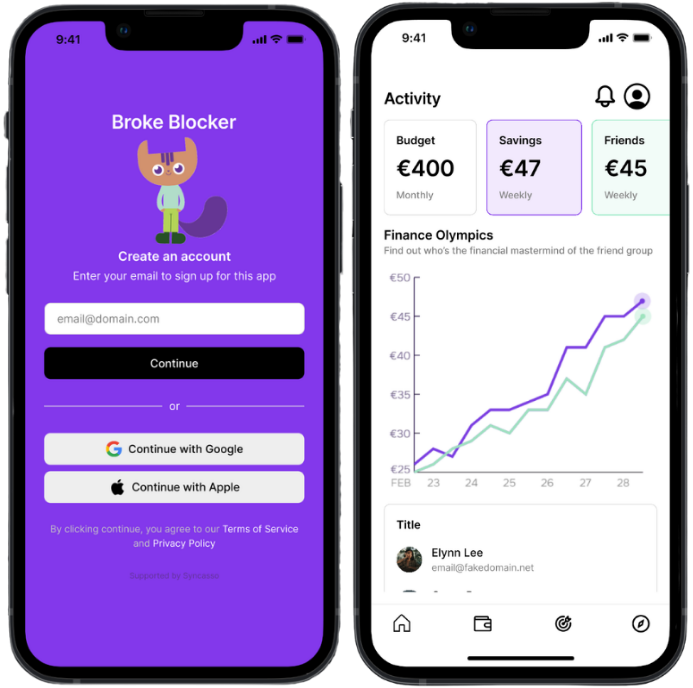 9:41
Broke Blocker
Create an account
Enter your email to sign up for this app
email@domain.com
Continue
or
Continue with Google
Continue with Apple
By clicking continue, you agree to our Terms of Service
and Privacy Policy
9:41
Activity
Budget
€400
Monthly
Savings
€47
Weekly
Friends
€45
Weekly
Finance Olympics
Find out who's the financial mastermind of the friend group
€50
€45
€40
€35
€30
€25
FEB 23 24 25 26 27 28
Title
Elynn Lee
email@fakedomain.net